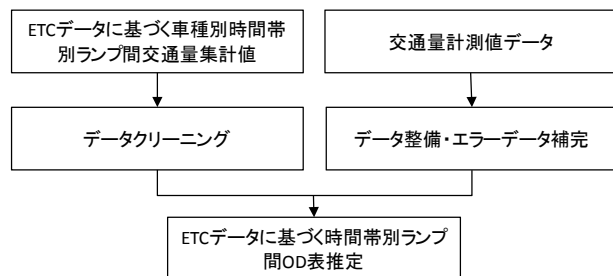 ETCデータに基づく車種別時間帯
別ランプ間交通量集計値
交通量計測値データ
データクリーニング
データ整備・エラーデータ補完
ETCデータに基づく時間帯別ランプ
間OD表推定